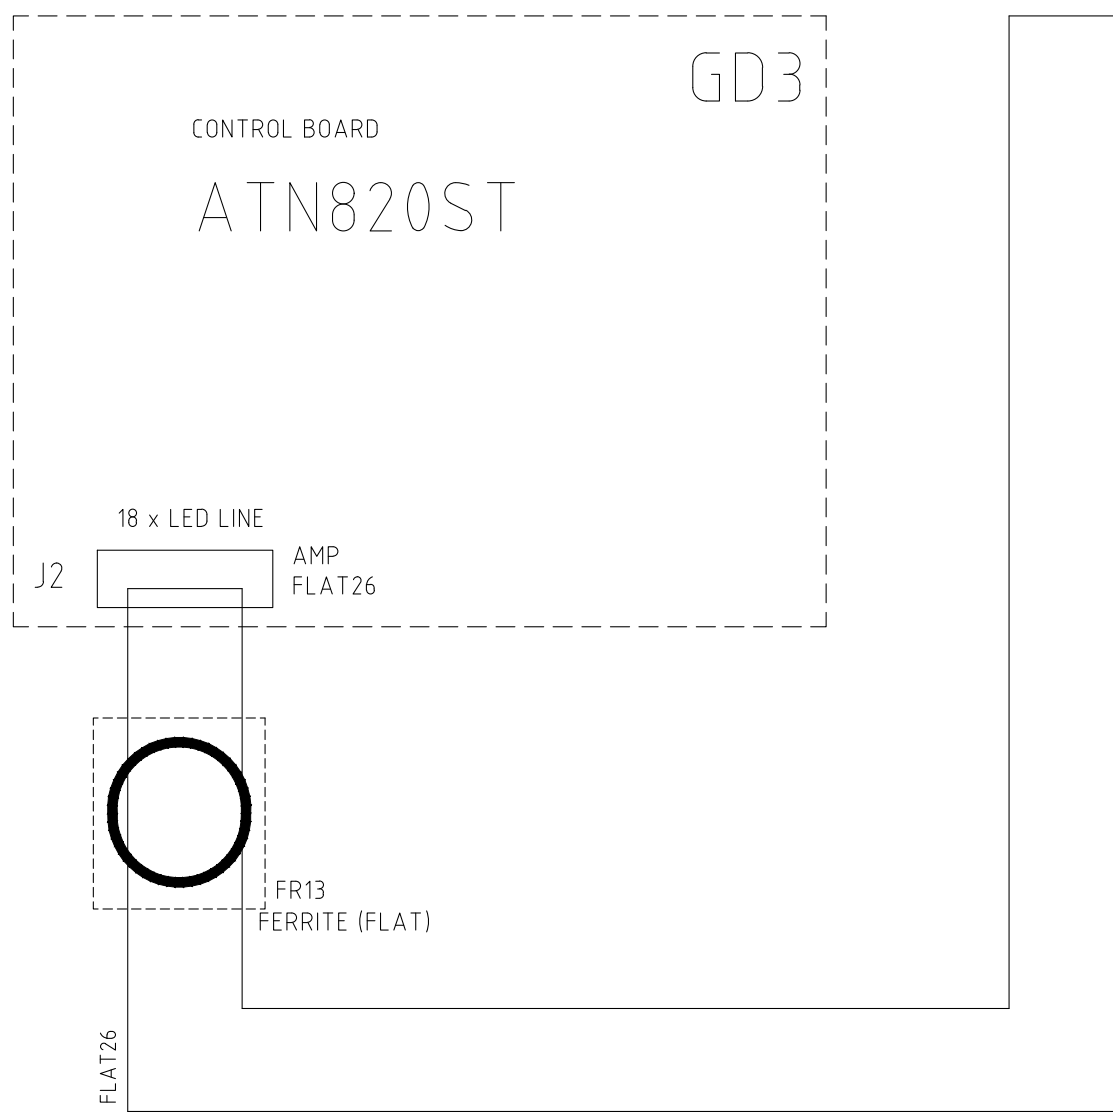 GD3
CONTROL BOARD
ATN820ST
18 x LED LINE
J2
AMP
FLAT26
FR13
FERRITE (FLAT)
FLAT26